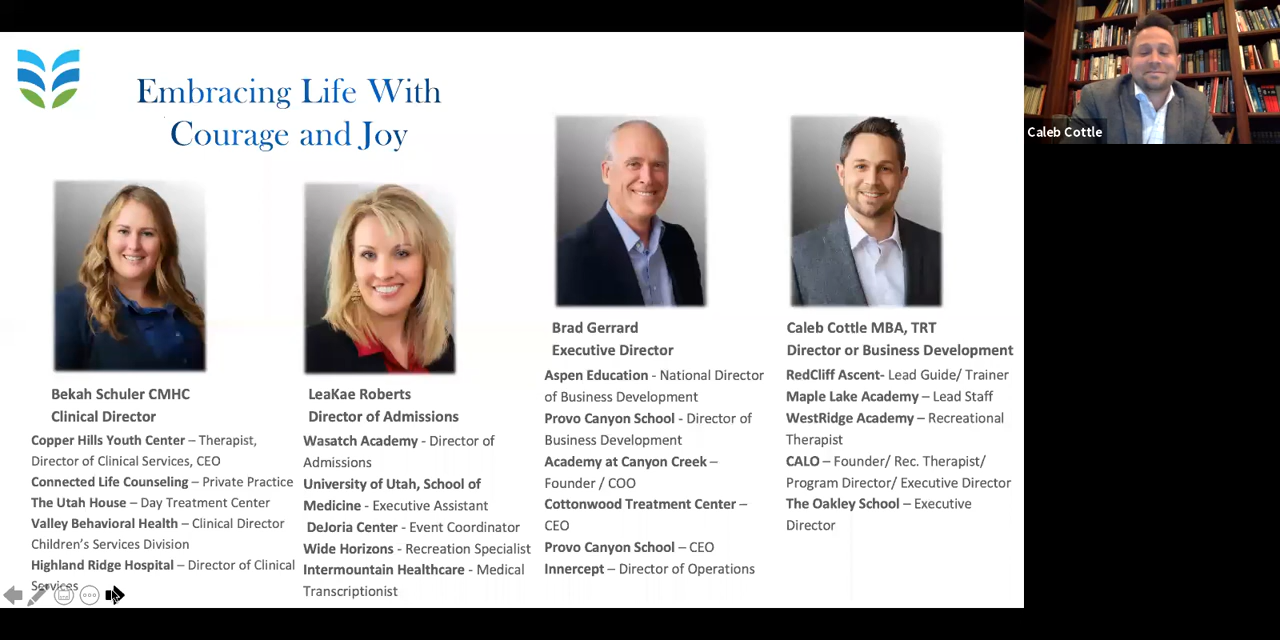 Embracing Life With
Courage and Joy
Bekah Schuler CMHC
Clinical Director
Copper Hills Youth Center – Therapist,
Director of Clinical Services, CEO
Connected Life Counseling – Private Practice
The Utah House – Day Treatment Center
Valley Behavioral Health – Clinical Director
Children’s Services Division
Highland Ridge Hospital – Director of Clinical
Services
LeaKae Roberts
Director of Admissions
Wasatch Academy - Director of
Admissions
University of Utah, School of
Medicine - Executive Assistant
DeJoria Center - Event Coordinator
Wide Horizons - Recreation Specialist
Intermountain Healthcare - Medical
Transcriptionist
Brad Gerrard
Executive Director
Aspen Education - National Director
of Business Development
Provo Canyon School - Director of
Business Development
Academy at Canyon Creek –
Founder / COO
Cottonwood Treatment Center –
CEO
Provo Canyon School – CEO
Innercept – Director of Operations
Caleb Cottle MBA, TRT
Director or Business Development
RedCliff Ascent- Lead Guide/ Trainer
Maple Lake Academy – Lead Staff
WestRidge Academy – Recreational
Therapist
CALO – Founder/ Rec. Therapist/
Program Director/ Executive Director
The Oakley School – Executive
Director
Caleb Cottle